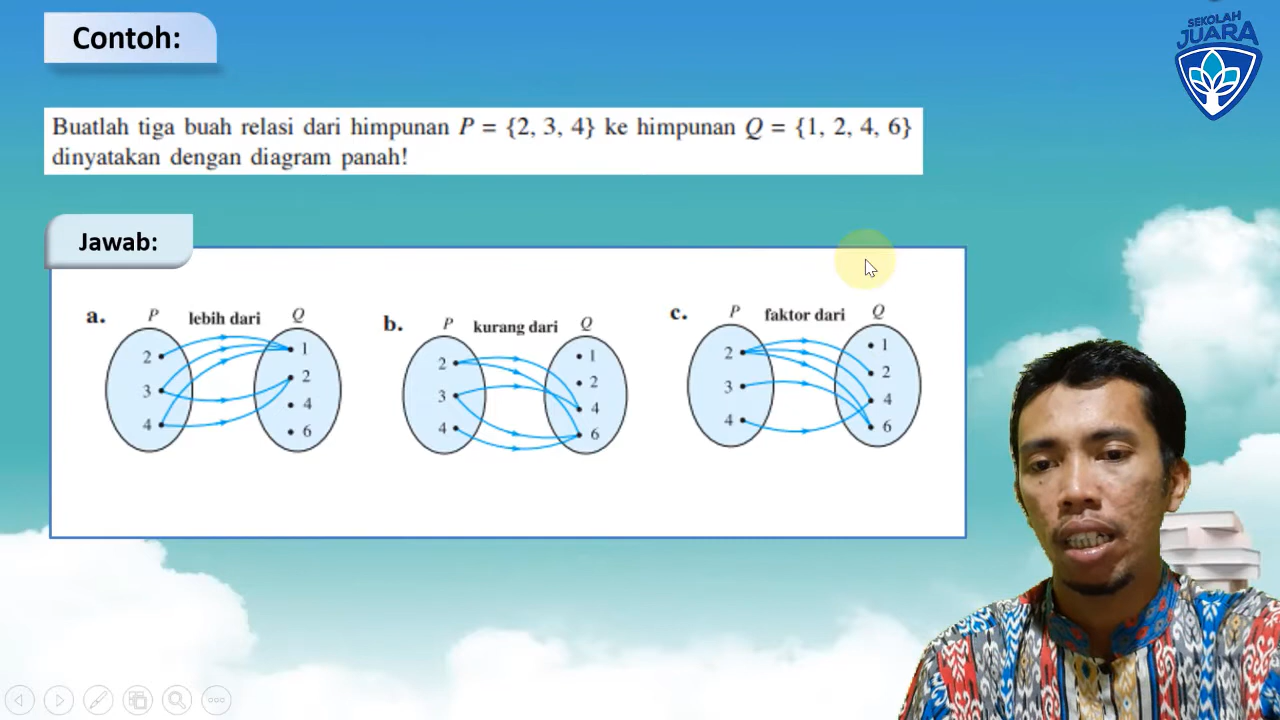 Contoh:
SEKOLAH
JUARA
Buatlah tiga buah relasi dari himpunan P = {2, 3, 4} ke himpunan Q = {1, 2, 4, 6}
dinyatakan dengan diagram panah!
Jawab:
a.
P lebih dari Q
2
3
4
1
2
4
6
b.
P kurang dari Q
2
3
4
1
2
4
6
c.
P faktor dari Q
2
3
4
1
2
4
6